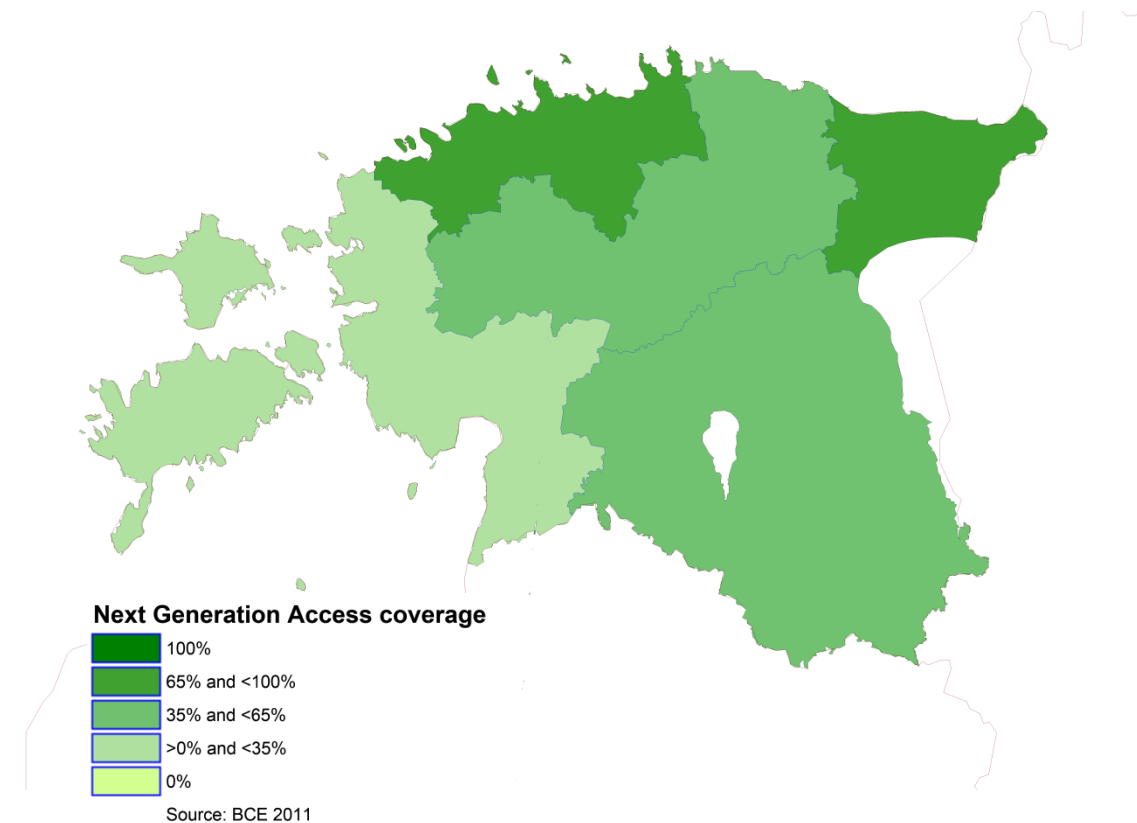 Next Generation Access coverage
100%
65% and <100%
35% and <65%
>0% and <35%
0%
Source: BCE 2011